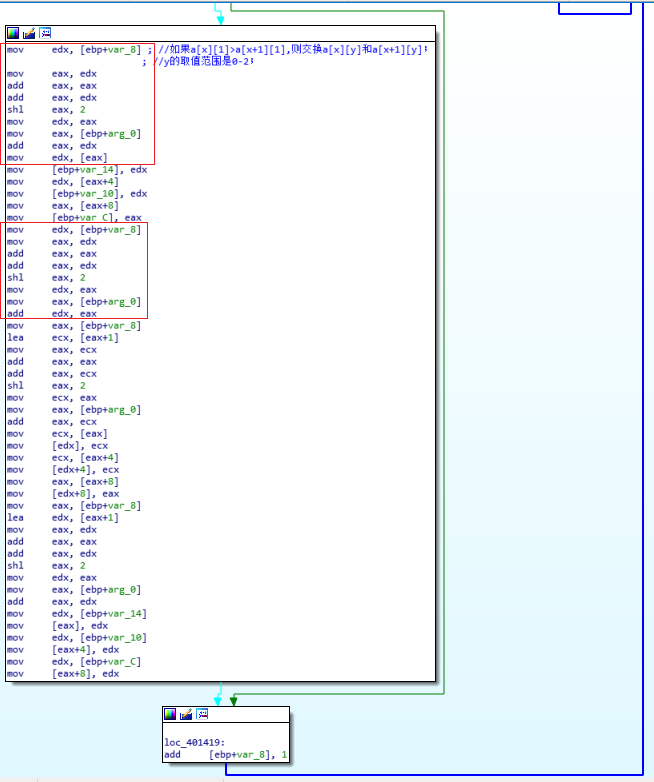 mov edx, [ebp+var_8] ; //如果a[x][1]>a[x+1][1],则交换a[x][y]和a[x+1][y];
; //y的取值范围是0-2;
mov eax, edx
add eax, eax
add eax, edx
shl eax, 2
mov edx, eax
mov eax, [ebp+arg_0]
add eax, edx
mov edx, [eax]
mov [ebp+var_14], edx
mov edx, [eax+4]
mov [ebp+var_10], edx
mov eax, [eax+8]
mov [ebp+var_C], eax
mov edx, [ebp+var_8]
mov eax, edx
add eax, eax
add eax, edx
shl eax, 2
mov edx, eax
mov eax, [ebp+arg_0]
add edx, eax
mov eax, [ebp+var_8]
lea ecx, [eax+1]
mov eax, ecx
add eax, eax
add eax, ecx
shl eax, 2
mov ecx, eax
mov eax, [ebp+arg_0]
add eax, ecx
mov ecx, [eax]
mov [edx], ecx
mov ecx, [eax+4]
mov [edx+4], ecx
mov eax, [eax+8]
mov [edx+8], eax
mov eax, [ebp+var_8]
lea edx, [eax+1]
mov eax, edx
add eax, eax
add eax, edx
shl eax, 2
mov edx, eax
mov eax, [ebp+arg_0]
add eax, edx
mov edx, [ebp+var_14]
mov [eax], edx
mov edx, [ebp+var_10]
mov [eax+4], edx
mov edx, [ebp+var_C]
mov [eax+8], edx
loc_401419:
add [ebp+var_8], 1